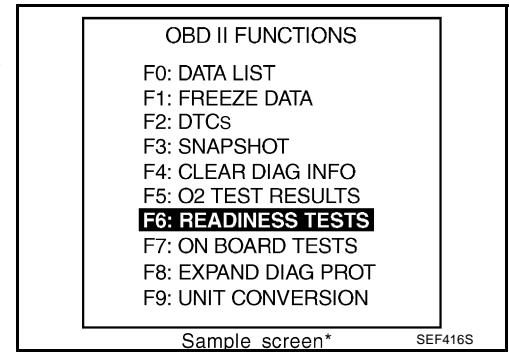 OBD II FUNCTIONS
F0: DATA LIST
F1: FREEZE DATA
F2: DTCs
F3: SNAPSHOT
F4: CLEAR DIAG INFO
F5: O2 TEST RESULTS
F6: READINESS TESTS
F7: ON BOARD TESTS
F8: EXPAND DIAG PROT
F9: UNIT CONVERSION
Sample screen* SEF416S